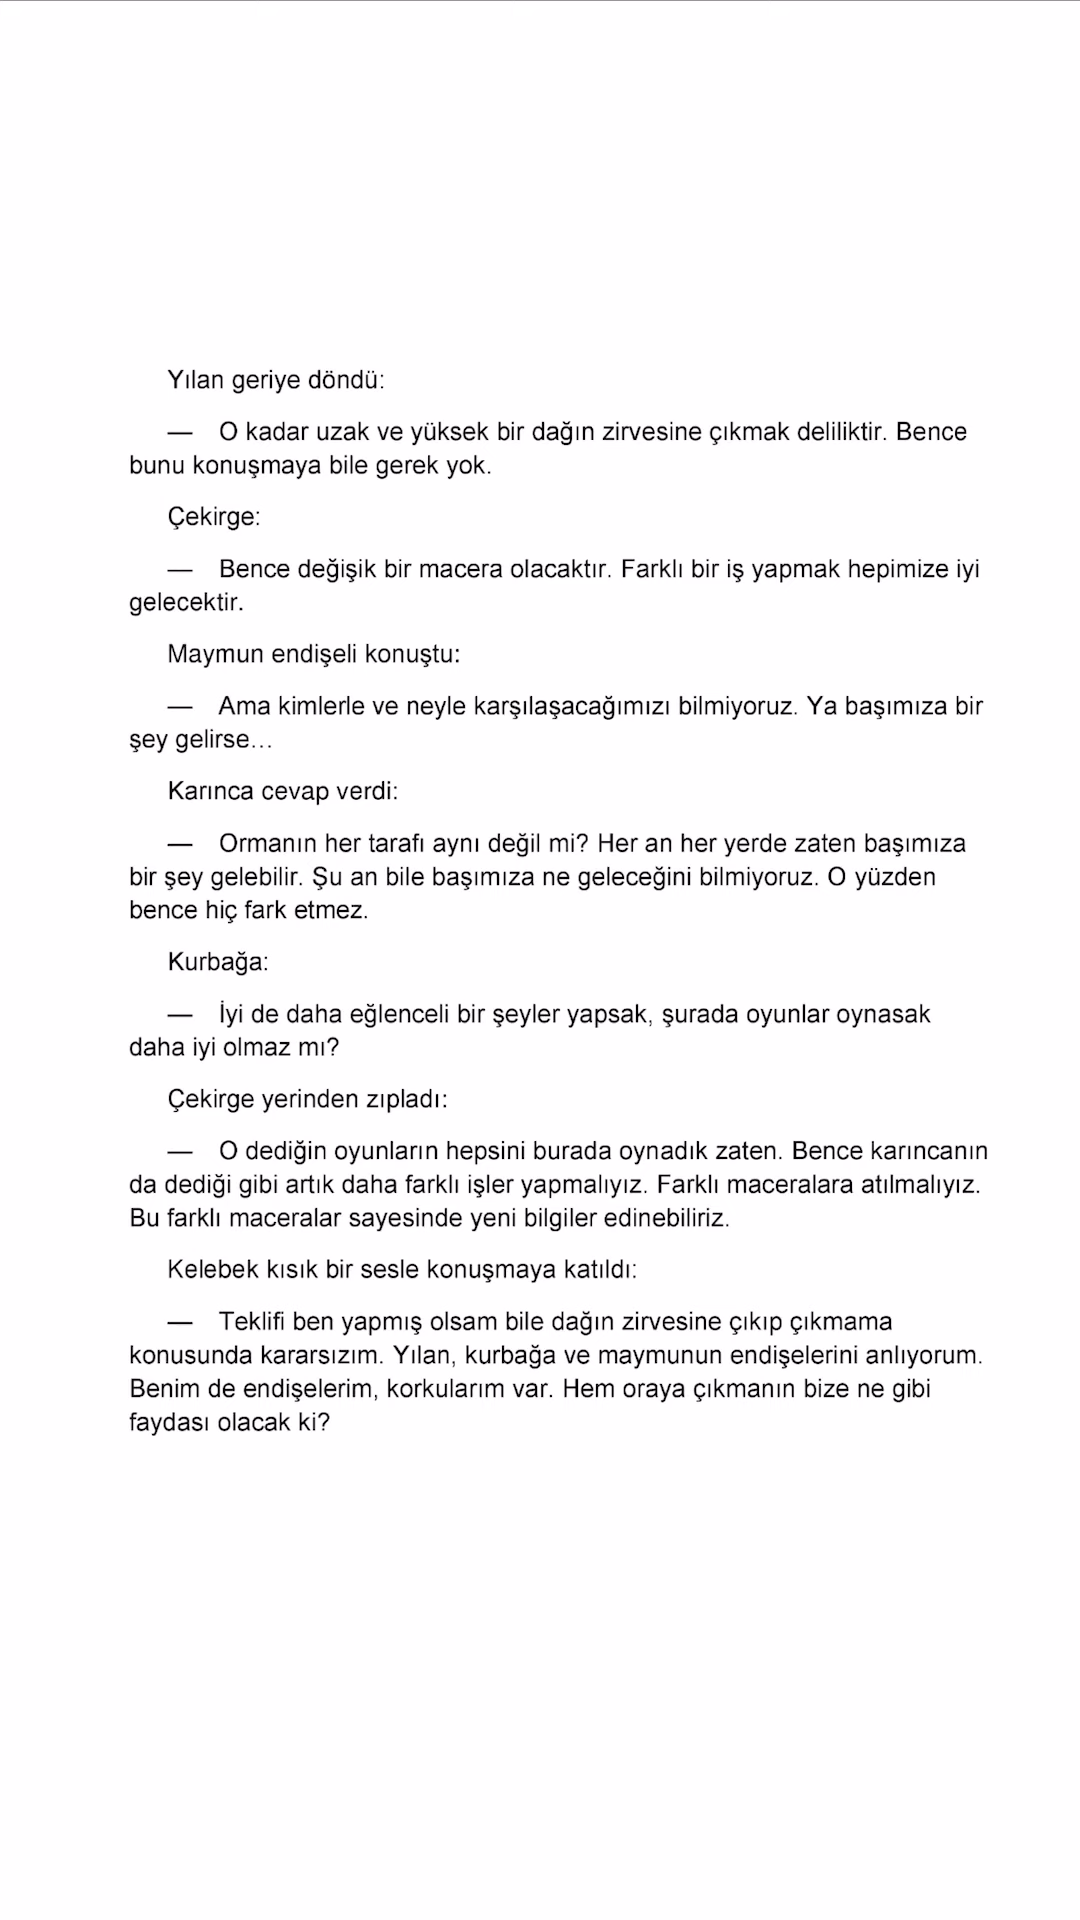 Yılan geriye döndü:
— O kadar uzak ve yüksek bir dağın zirvesine çıkmak deliliktir. Bence
bunu konuşmaya bile gerek yok.
Çekirge:
— Bence değişik bir macera olacaktır. Farklı bir iş yapmak hepimize iyi
gelecektir.
Maymun endişeli konuştu:
— Ama kimlerle ve neyle karşılaşacağımızı bilmiyoruz. Ya başımıza bir
şey gelirse…
Karınca cevap verdi:
— Ormanın her tarafı aynı değil mi? Her an her yerde zaten başımıza
bir şey gelebilir. Şu an bile başımıza ne geleceğini bilmiyoruz. O yüzden
bence hiç fark etmez.
Kurbağa:
— İyi de daha eğlenceli bir şeyler yapsak, şurada oyunlar oynasak
daha iyi olmaz mı?
Çekirge yerinden zıpladı:
— O dediğin oyunların hepsini burada oynadık zaten. Bence karıncanın
da dediği gibi artık daha farklı işler yapmalıyız. Farklı maceralara atılmalıyız.
Bu farklı maceralar sayesinde yeni bilgiler edinebiliriz.
Kelebek kısık bir sesle konuşmaya katıldı:
— Teklifi ben yapmış olsam bile dağın zirvesine çıkıp çıkmama
konusunda kararsızım. Yılan, kurbağa ve maymunun endişelerini anlıyorum.
Benim de endişelerim, korkularım var. Hem oraya çıkmanın bize ne gibi
faydası olacak ki?